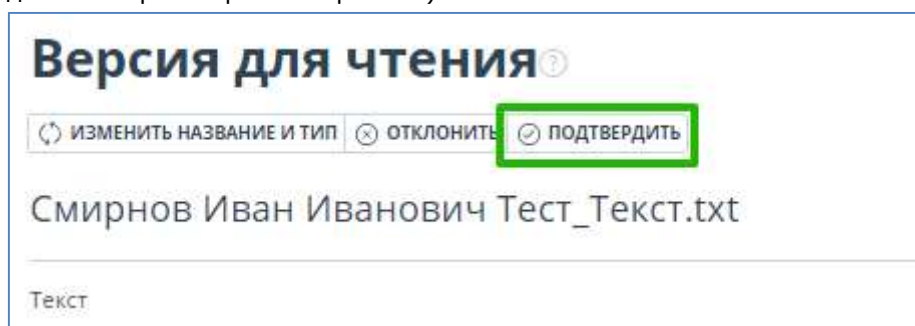 Версия для чтения
ИЗМЕНИТЬ НАЗВАНИЕ И ТИП ОТКЛОНИТЬ ПОДТВЕРДИТЬ
Смирнов Иван Иванович Тест_Текст.txt
Текст